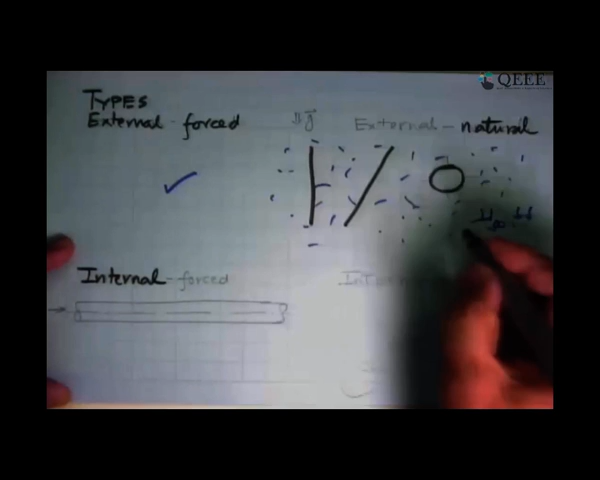 QEEE
TYPES
External - forced
External - natural
Internal - forced